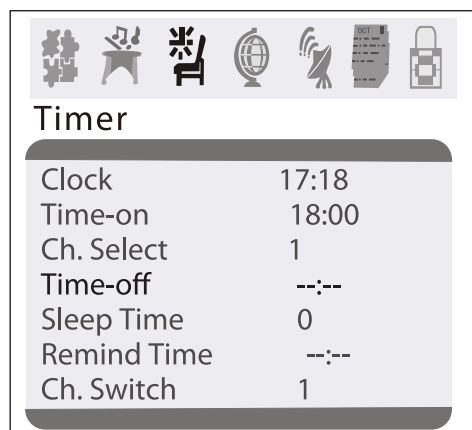 OCT
Timer
Clock 17:18
Time-on 18:00
Ch. Select 1
Time-off --:--
Sleep Time 0
Remind Time --:--
Ch. Switch 1